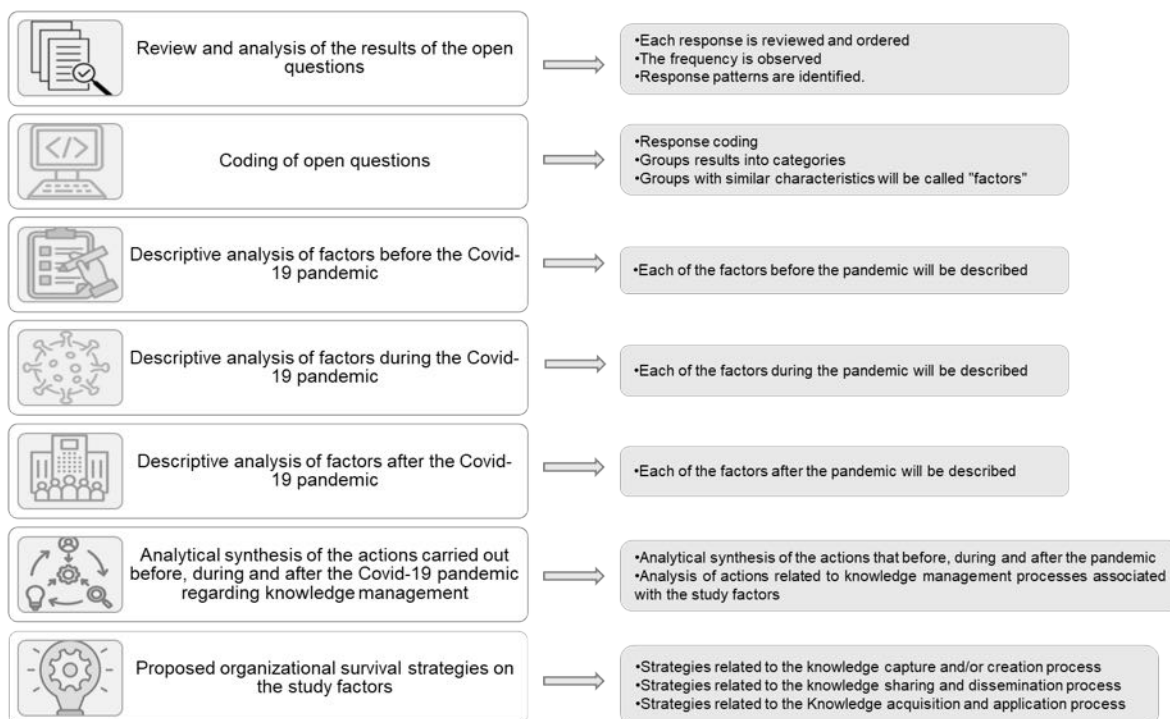 Review and analysis of the results of the open
questions
•Each response is reviewed and ordered
•The frequency is observed
•Response patterns are identified.
</>
Coding of open questions
•Response coding
•Groups results into categories
•Groups with similar characteristics will be called "factors"
Descriptive analysis of factors before the Covid-
19 pandemic
•Each of the factors before the pandemic will be described
Descriptive analysis of factors during the Covid-
19 pandemic
•Each of the factors during the pandemic will be described
Descriptive analysis of factors after the Covid-
19 pandemic
•Each of the factors after the pandemic will be described
Analytical synthesis of the actions carried out
before, during and after the Covid-19 pandemic
regarding knowledge management
•Analytical synthesis of the actions that before, during and after the pandemic
•Analysis of actions related to knowledge management processes associated
with the study factors
Proposed organizational survival strategies on
the study factors
•Strategies related to the knowledge capture and/or creation process
•Strategies related to the knowledge sharing and dissemination process
•Strategies related to the Knowledge acquisition and application process